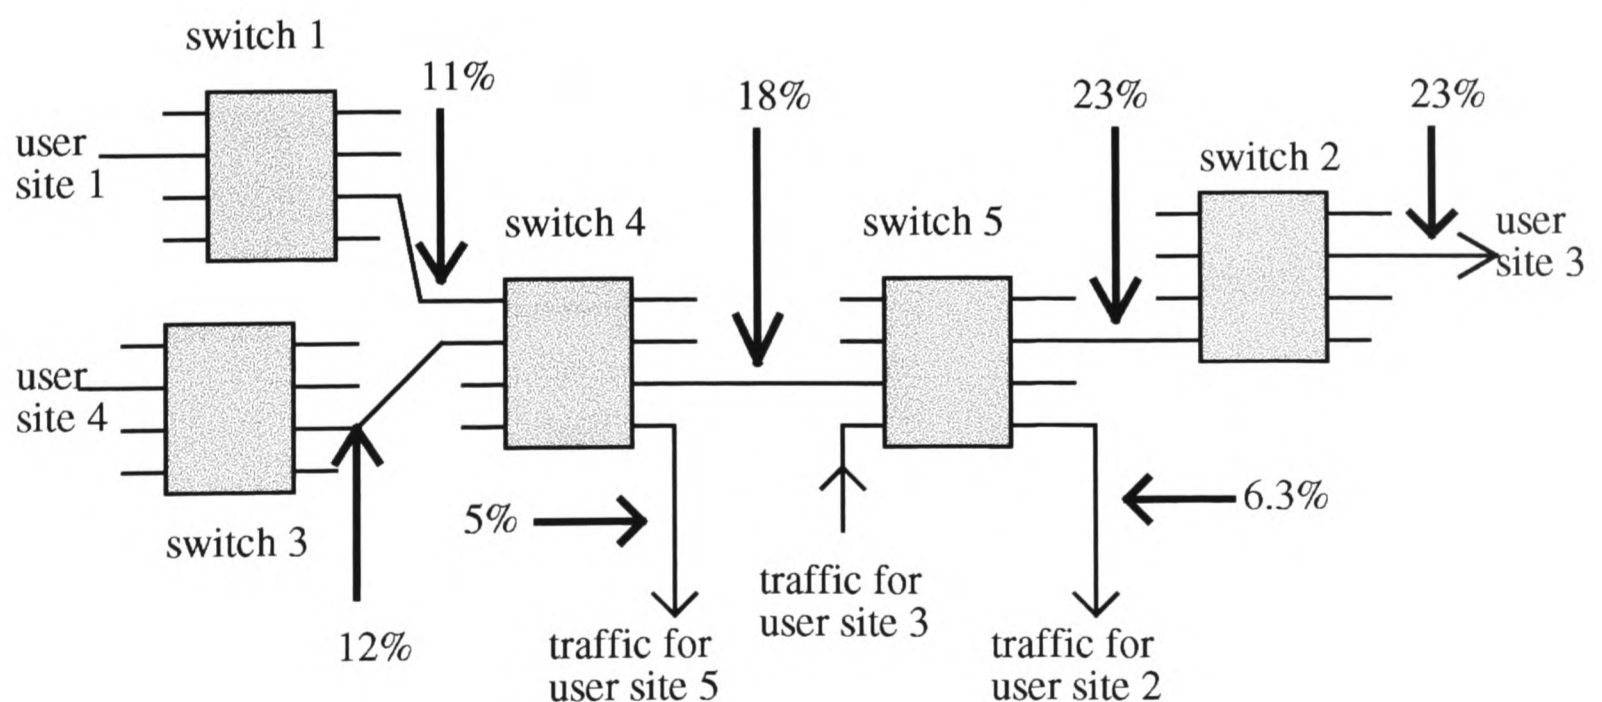 switch 1
11%
18%
23%
23%
user
site 1
switch 2
switch 4
switch 5
user
site 3
user
site 4
5%
6.3%
switch 3
traffic for
user site 3
12%
traffic for
user site 5
traffic for
user site 2